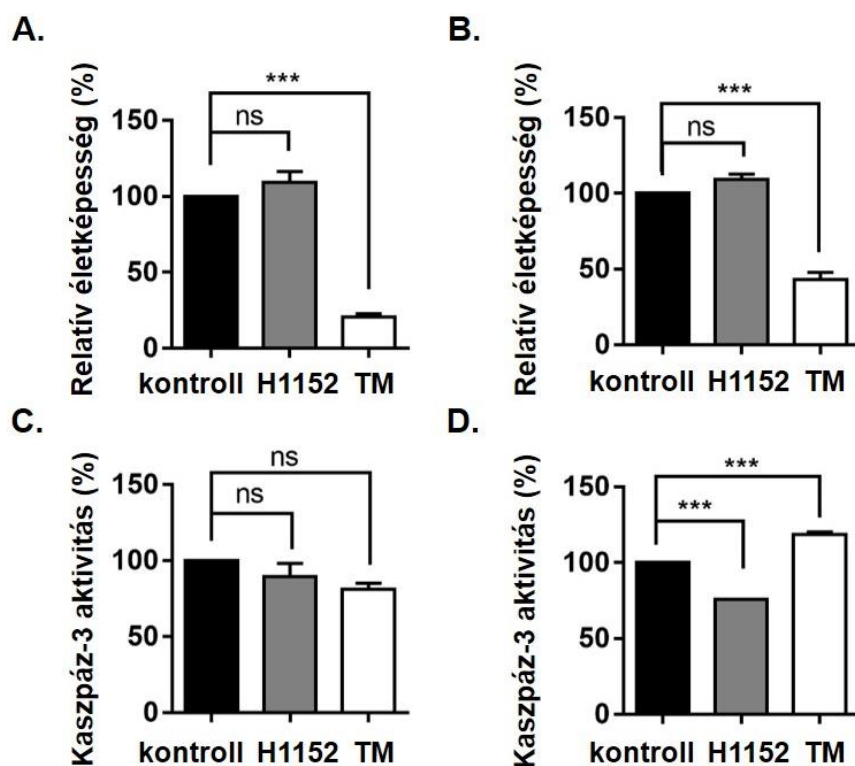 A.
Relatív életképesség (%)
150
100
50
0
***
ns
kontroll H1152 TM
B.
Relatív életképesség (%)
150
100
50
0
***
ns
kontroll H1152 TM
C.
Kaszpáz-3 aktivitás (%)
150
100
50
0
ns
ns
kontroll H1152 TM
D.
Kaszpáz-3 aktivitás (%)
150
100
50
0
***
***
kontroll H1152 TM